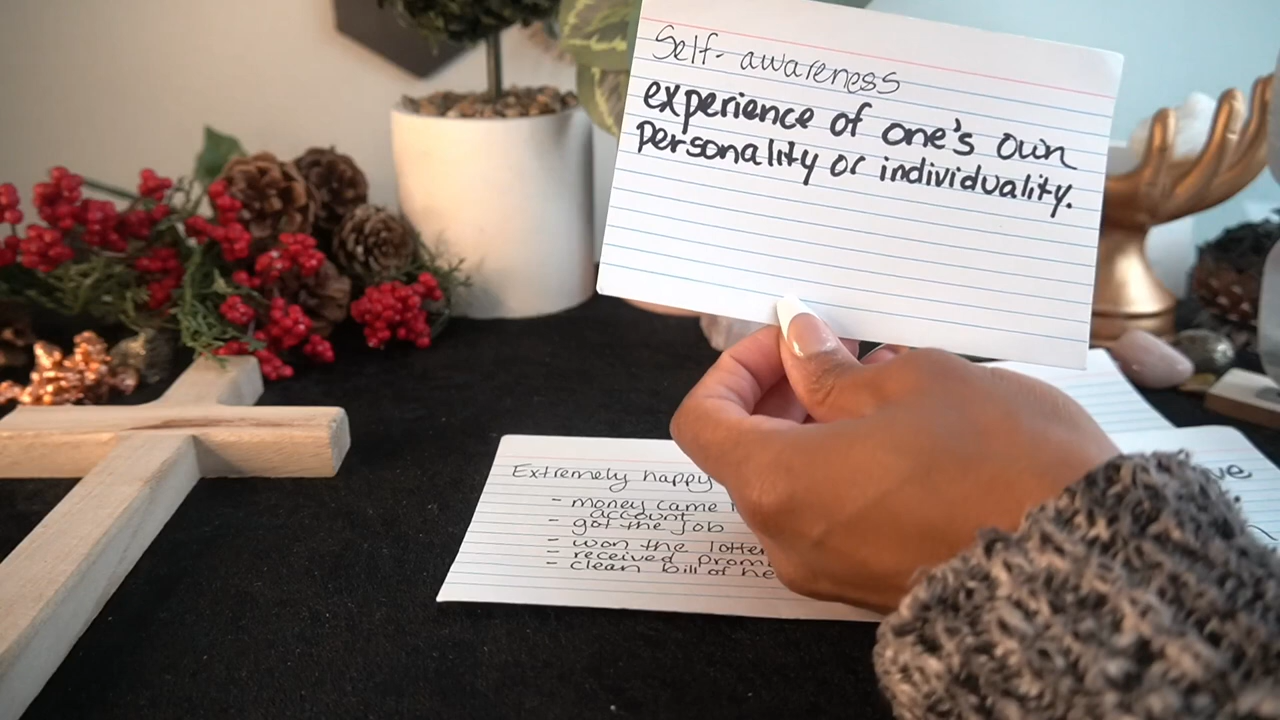 Self-awareness
experience of one's own
personality or individuality.
Extremely happy
- money came
account
- got the job
- won the
- received
- clean bill of
ve